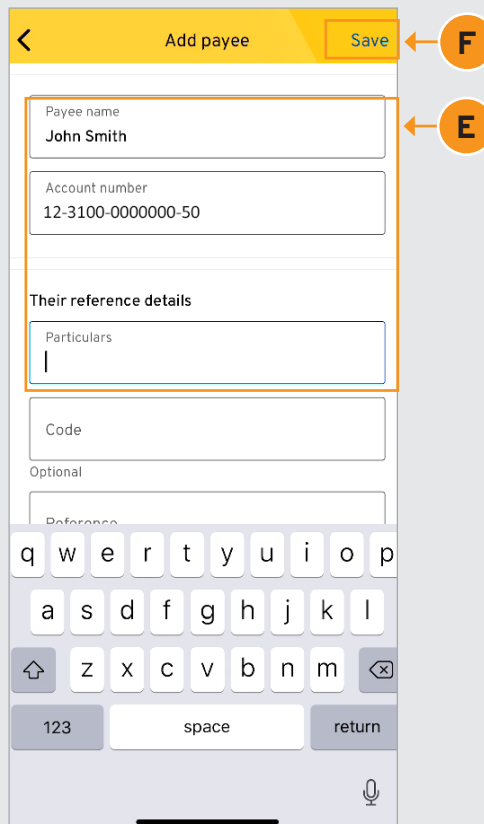 Add payee
Save
F
Payee name
John Smith
E
Account number
12-3100-0000000-50
Their reference details
Particulars
Code
Optional
Reference
q w e r t y u i o p
a s d f g h j k l
z x c v b n m
123 space return